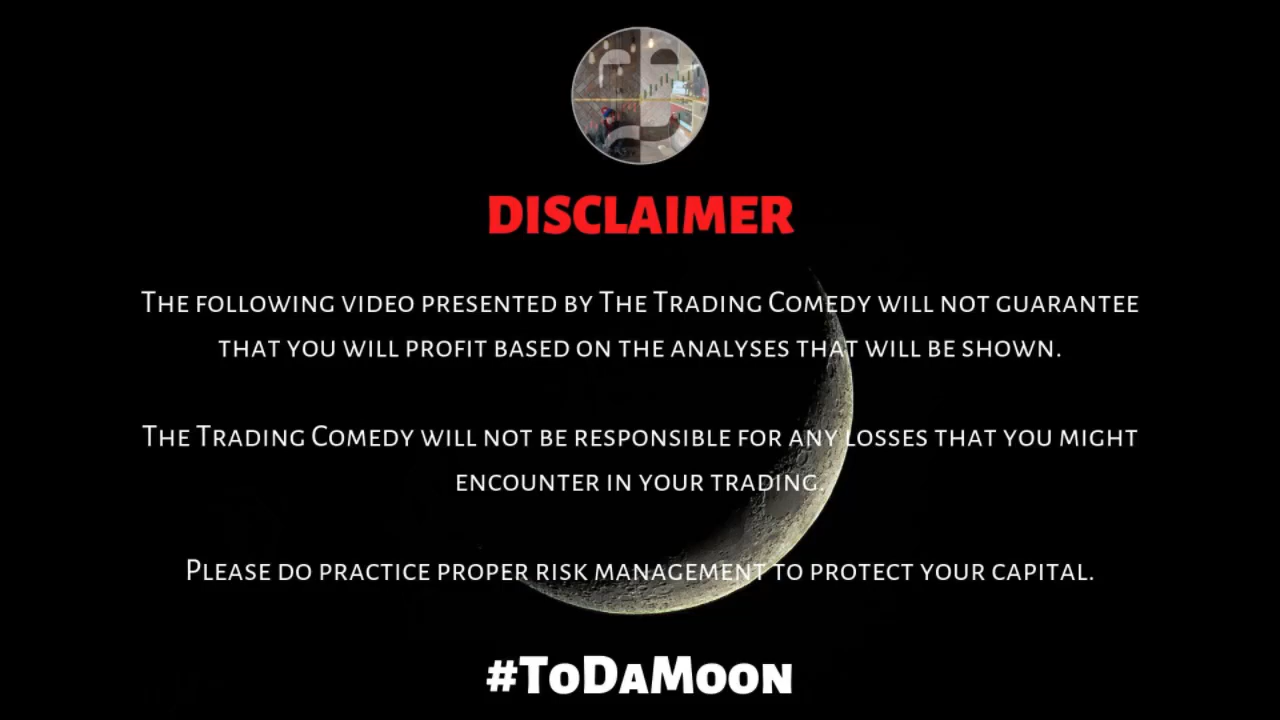 DISCLAIMER
The following video presented by The Trading Comedy will not guarantee
that you will profit based on the analyses that will be shown.
The Trading Comedy will not be responsible for any losses that you might
encounter in your trading.
Please do practice proper risk management to protect your capital.
#ToDaMoon